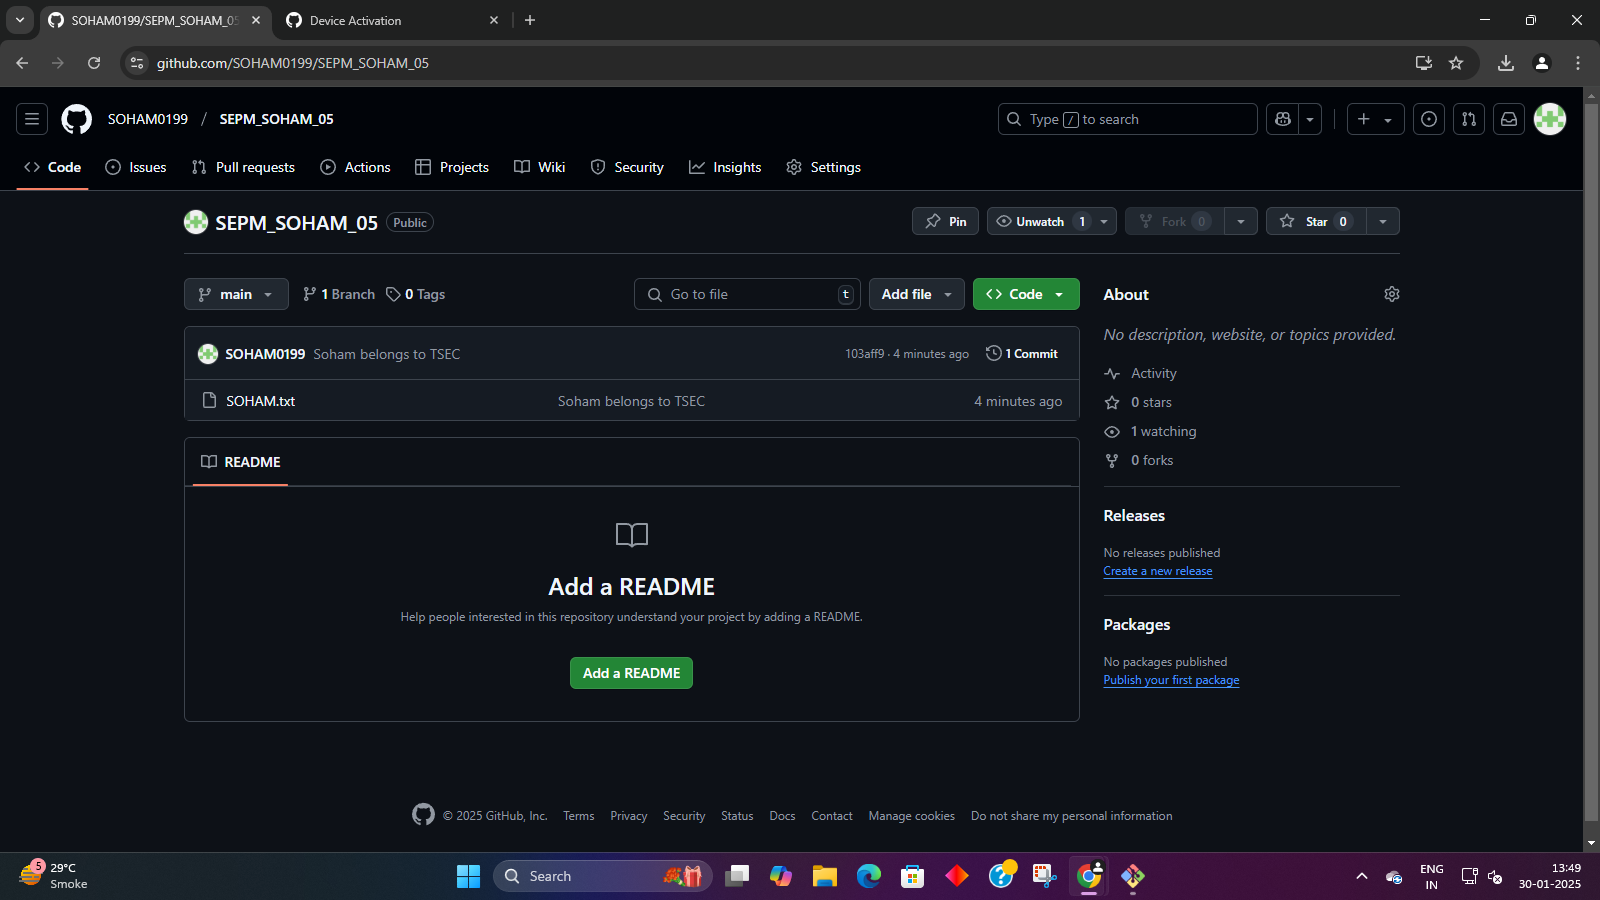 SOHAM0199/SEPM_SOHAM_05
Device Activation
github.com/SOHAM0199/SEPM_SOHAM_05
SOHAM0199 / SEPM_SOHAM_05
Type / to search
Code Issues Pull requests Actions Projects Wiki Security Insights Settings
SEPM_SOHAM_05 Public
Pin Unwatch 1 Fork 0 Star 0
main 1 Branch 0 Tags Go to file t Add file Code
About
No description, website, or topics provided.
SOHAM0199 Soham belongs to TSEC 103aff9 · 4 minutes ago 1 Commit
SOHAM.txt Soham belongs to TSEC 4 minutes ago
Activity
0 stars
1 watching
0 forks
README
Add a README
Help people interested in this repository understand your project by adding a README.
Add a README
Releases
No releases published
Create a new release
Packages
No packages published
Publish your first package
© 2025 GitHub, Inc. Terms Privacy Security Status Docs Contact Manage cookies Do not share my personal information
5
29°C
Smoke
Search
ENG
IN
13:49
30-01-2025